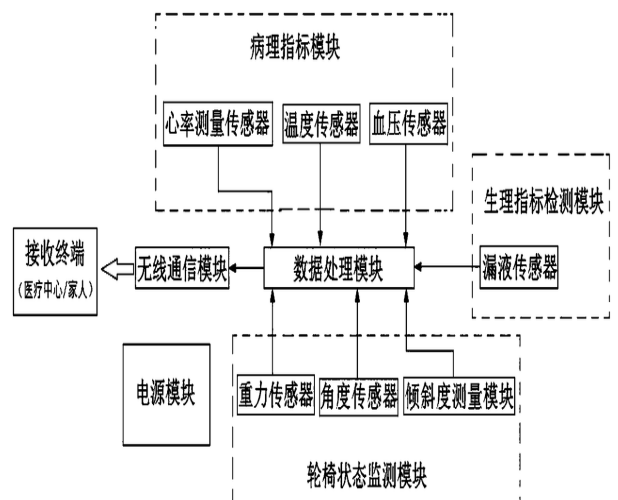 病理指标模块
心率测量传感器
温度传感器
血压传感器
生理指标检测模块
漏液传感器
接收终端
（医疗中心/家人）
无线通信模块
数据处理模块
电源模块
重力传感器
角度传感器
倾斜度测量模块
轮椅状态监测模块